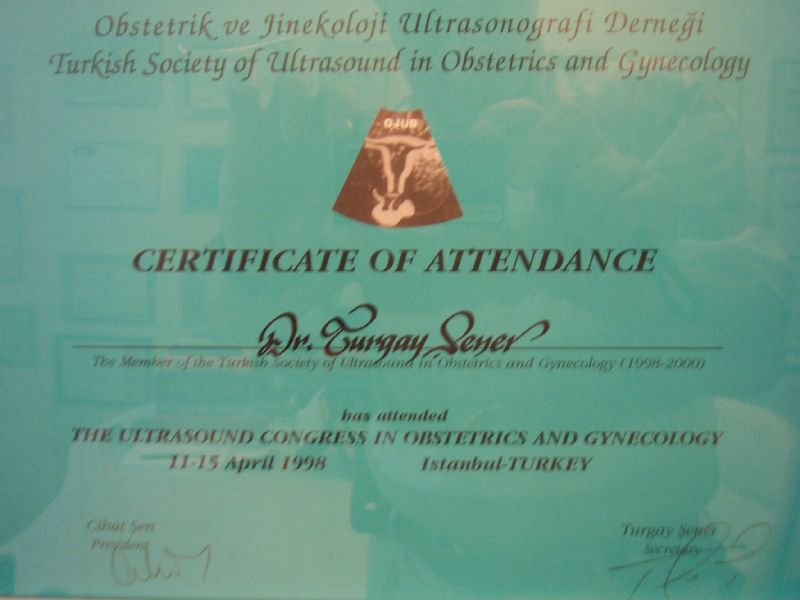 Obstetrik ve Jinekoloji Ultrasonografi Derneği
Turkish Society of Ultrasound in Obstetrics and Gynecology
OJUD
CERTIFICATE OF ATTENDANCE
Dr. Turgay Şener
The Member of the Turkish Society of Ultrasound in Obstetrics and Gynecology (1998-2000)
has attended
THE ULTRASOUND CONGRESS IN OBSTETRICS AND GYNECOLOGY
11-15 April 1998 Istanbul-TURKEY
Cihat Şen Turgay Şener
President Secretary